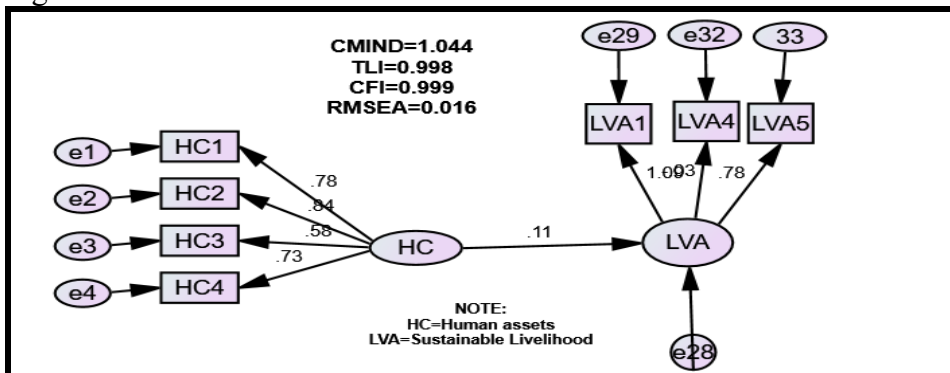 CMIND=1.044
TLI=0.998
CFI=0.999
RMSEA=0.016
e29
e32
33
LVA1
LVA4
LVA5
e1
HC1
e2
HC2
e3
HC3
e4
HC4
.78
.84
.58
.73
HC
.11
.78
LVA
e28
NOTE:
HC=Human assets
LVA=Sustainable Livelihood